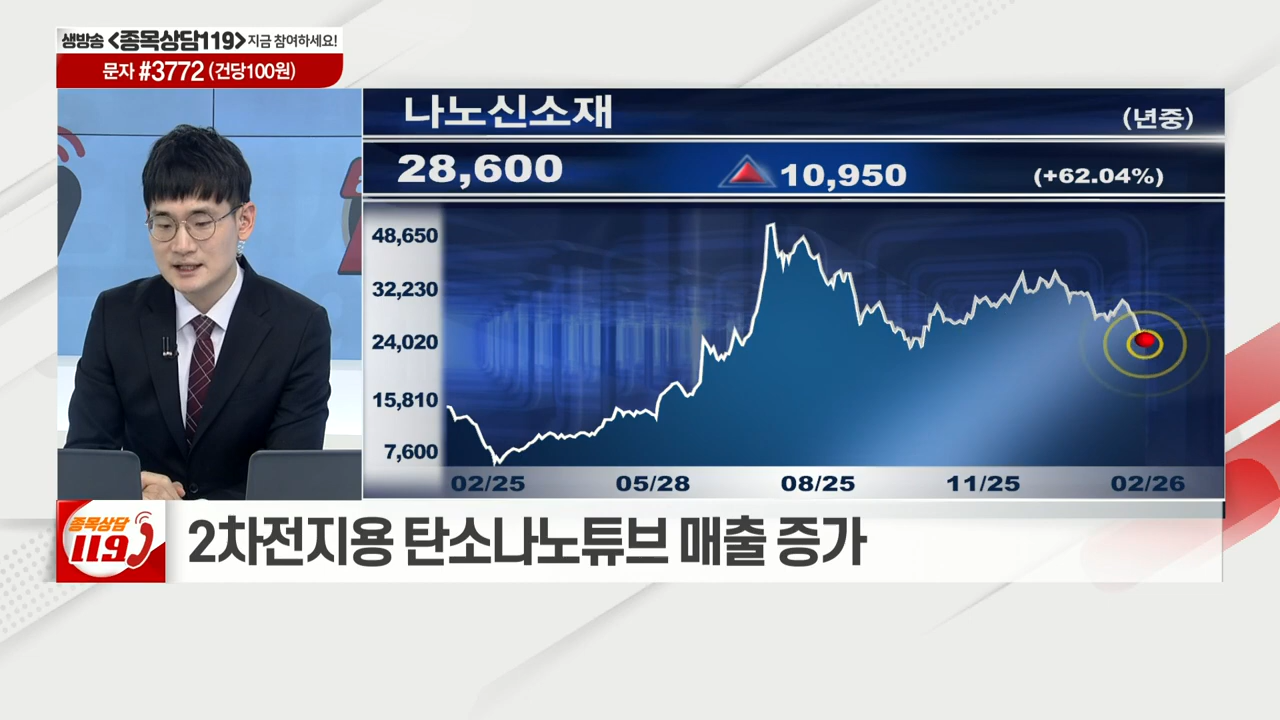 생방송 <종목상담119> 지금 참여하세요!
문자 #3772 (건당100원)
나노신소재
(년중)
28,600 ▲ 10,950 (+62.04%)
48,650
32,230
24,020
15,810
7,600
02/25 05/28 08/25 11/25 02/26
종목상담
119
2차전지용 탄소나노튜브 매출 증가